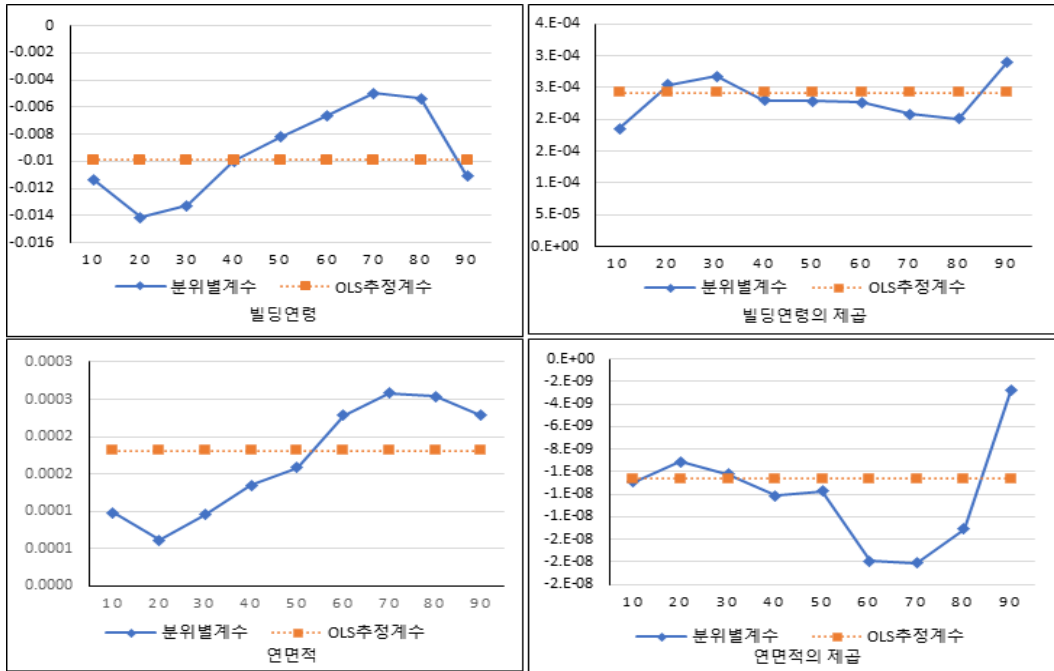 0
-0.002
-0.004
-0.006
-0.008
-0.01
-0.012
-0.014
-0.016
10 20 30 40 50 60 70 80 90
분위별계수 OLS추정계수
빌딩연령
4.E-04
3.E-04
3.E-04
2.E-04
2.E-04
1.E-04
5.E-05
0.E+00
10 20 30 40 50 60 70 80 90
분위별계수 OLS추정계수
빌딩연령의 제곱
0.0003
0.0003
0.0002
0.0002
0.0001
0.0001
0.0000
10 20 30 40 50 60 70 80 90
분위별계수 OLS추정계수
연면적
0.E+00
-2.E-09
-4.E-09
-6.E-09
-8.E-09
-1.E-08
-1.E-08
-1.E-08
-2.E-08
-2.E-08
-2.E-08
10 20 30 40 50 60 70 80 90
분위별계수 OLS추정계수
연면적의 제곱